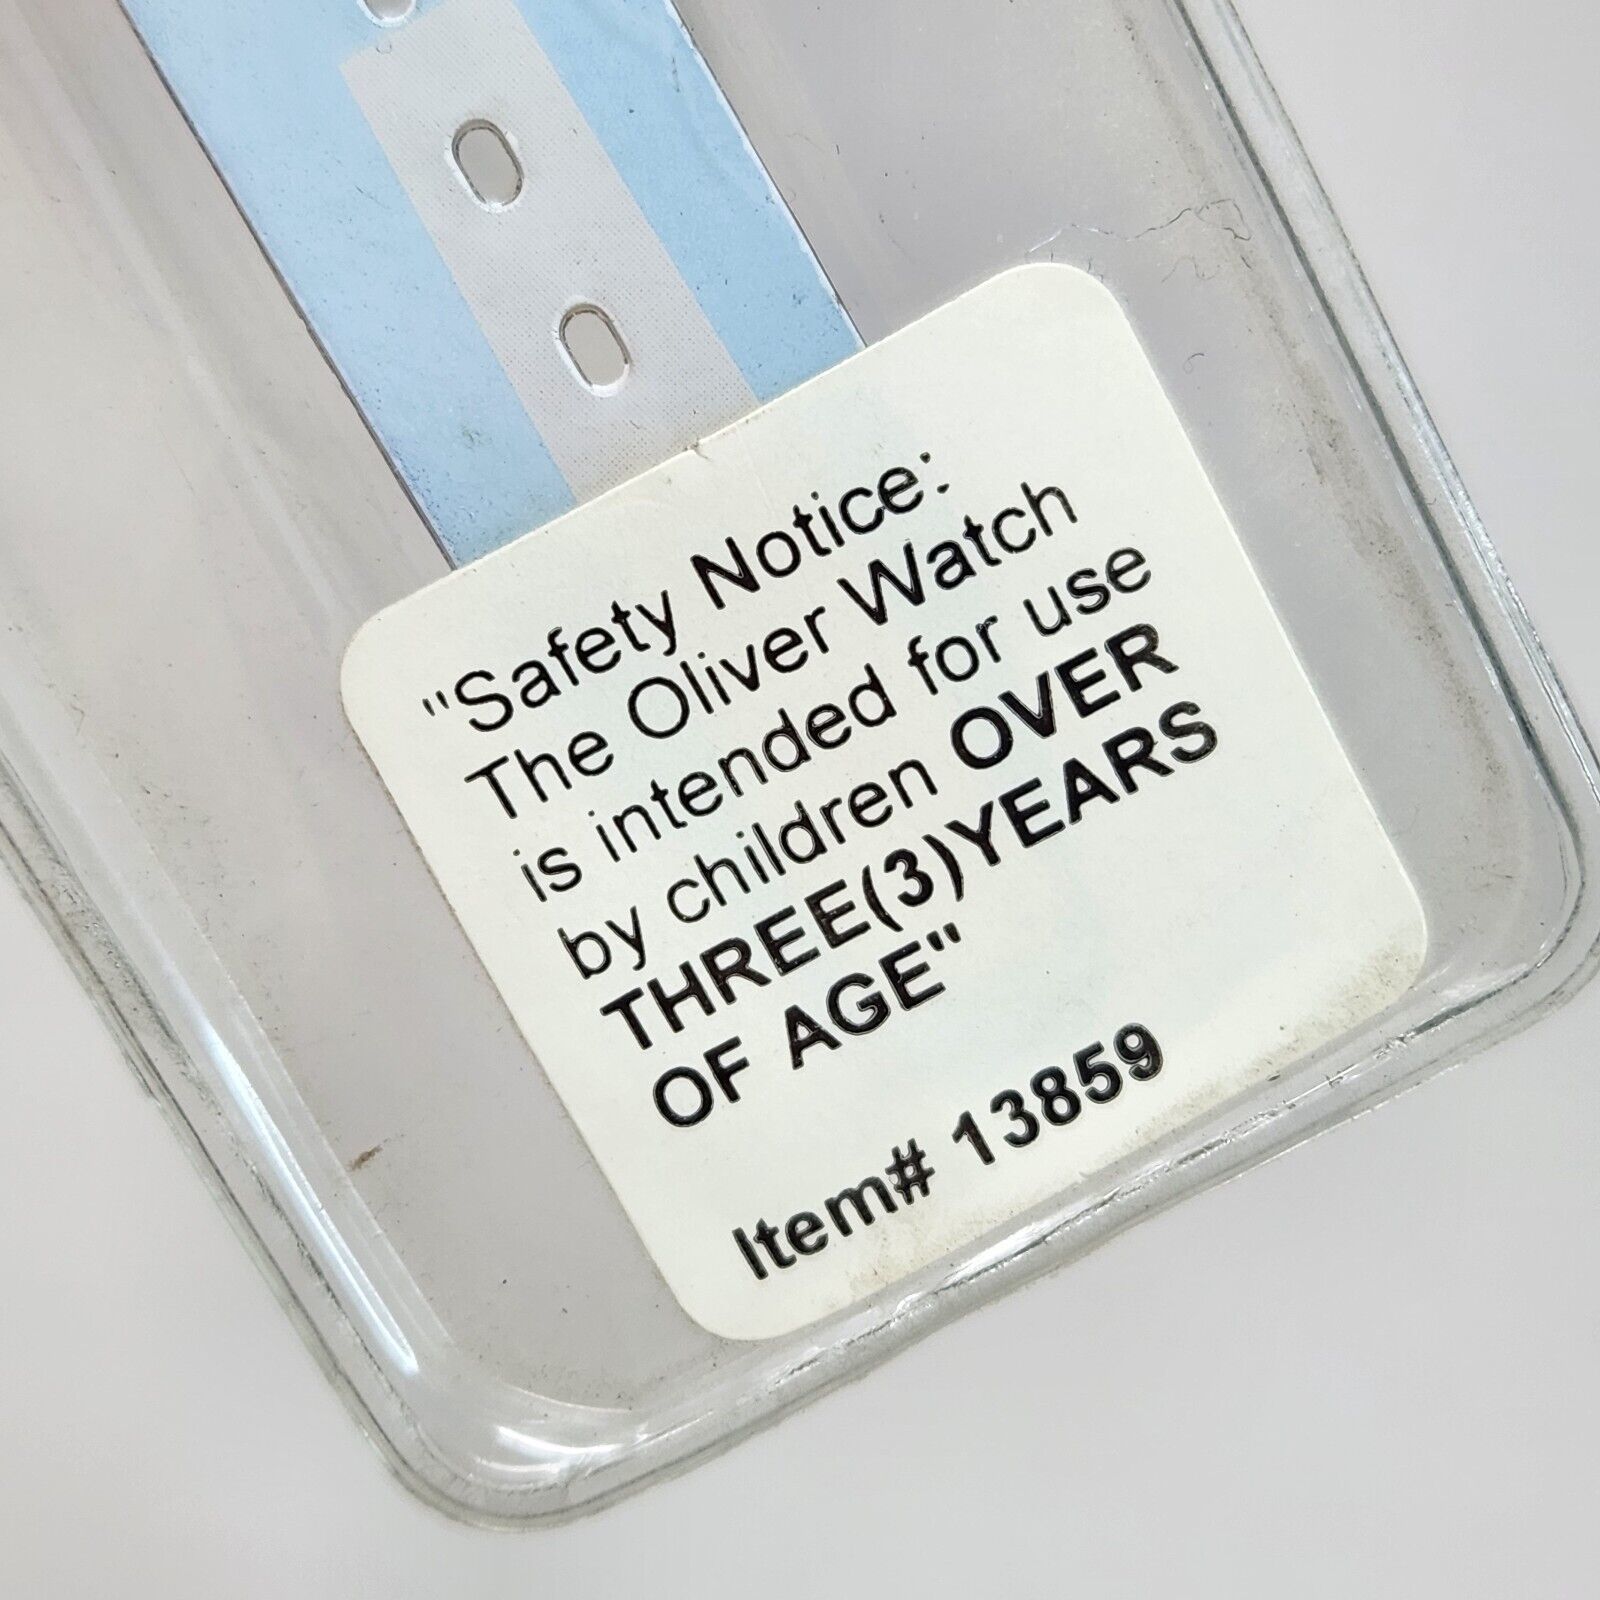 "Safety Notice:
The Oliver Watch
is intended for use
by children OVER
THREE(3)YEARS
OF AGE"
Item# 13859